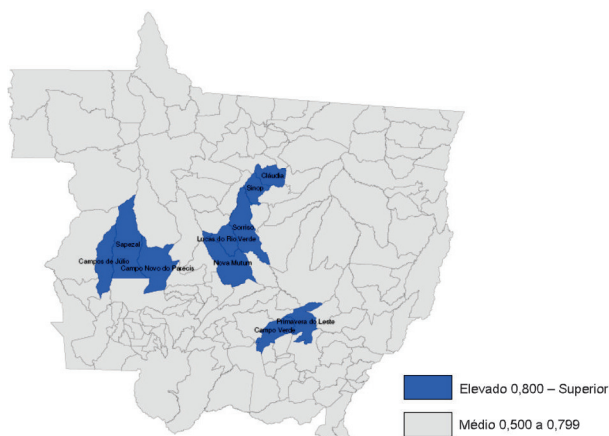 Cláudia
Sinop
Sorriso
Lucas do Rio Verde
Sapezal
Campos de Júlio
Campo Novo do Parecis
Nova Mutum
Primavera do Leste
Campo Verde
Elevado 0,800 – Superior
Médio 0,500 a 0,799